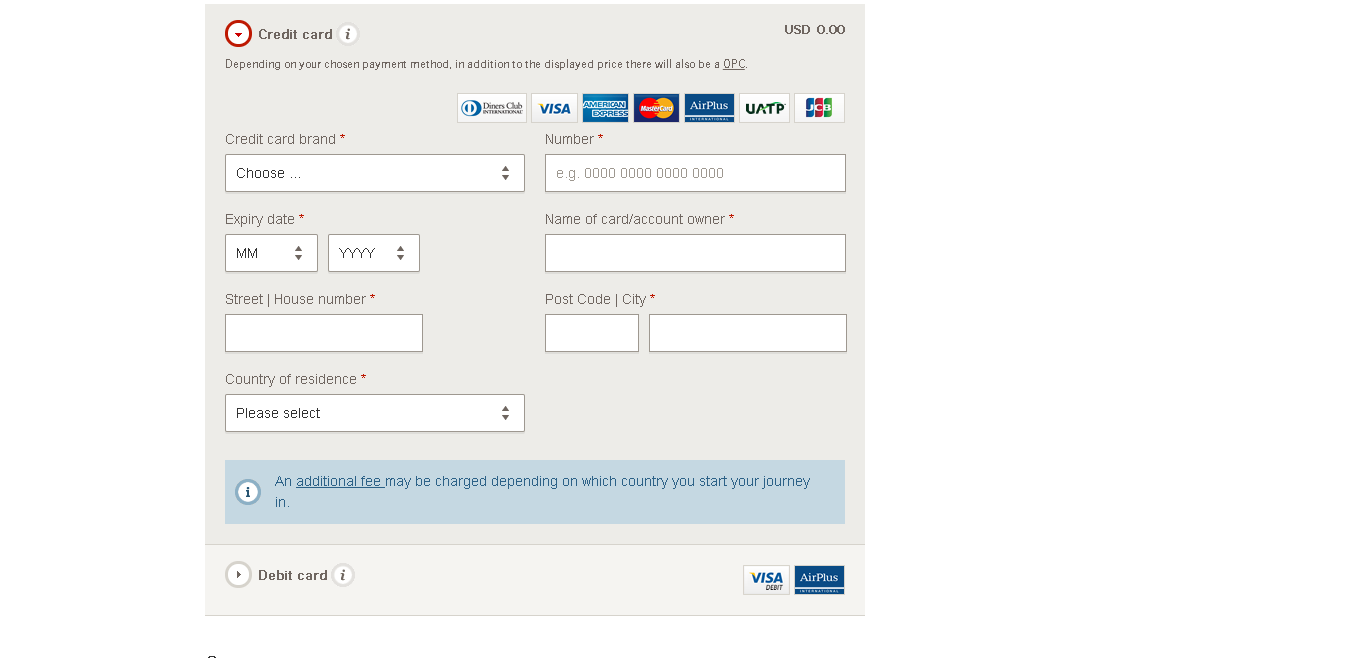 Credit card i
USD 0.00
Depending on your chosen payment method, in addition to the displayed price there will also be a OPC.
Diners Club INTERNATIONAL VISA AMERICAN EXPRESS MasterCard AirPlus INTERNATIONAL UATP JCB
Credit card brand * Number *
Choose ... e.g. 0000 0000 0000 0000
Expiry date * Name of card/account owner *
MM YYYY
Street | House number * Post Code | City *
Country of residence *
Please select
i An additional fee may be charged depending on which country you start your journey
in.
Debit card i VISA DEBIT AirPlus INTERNATIONAL